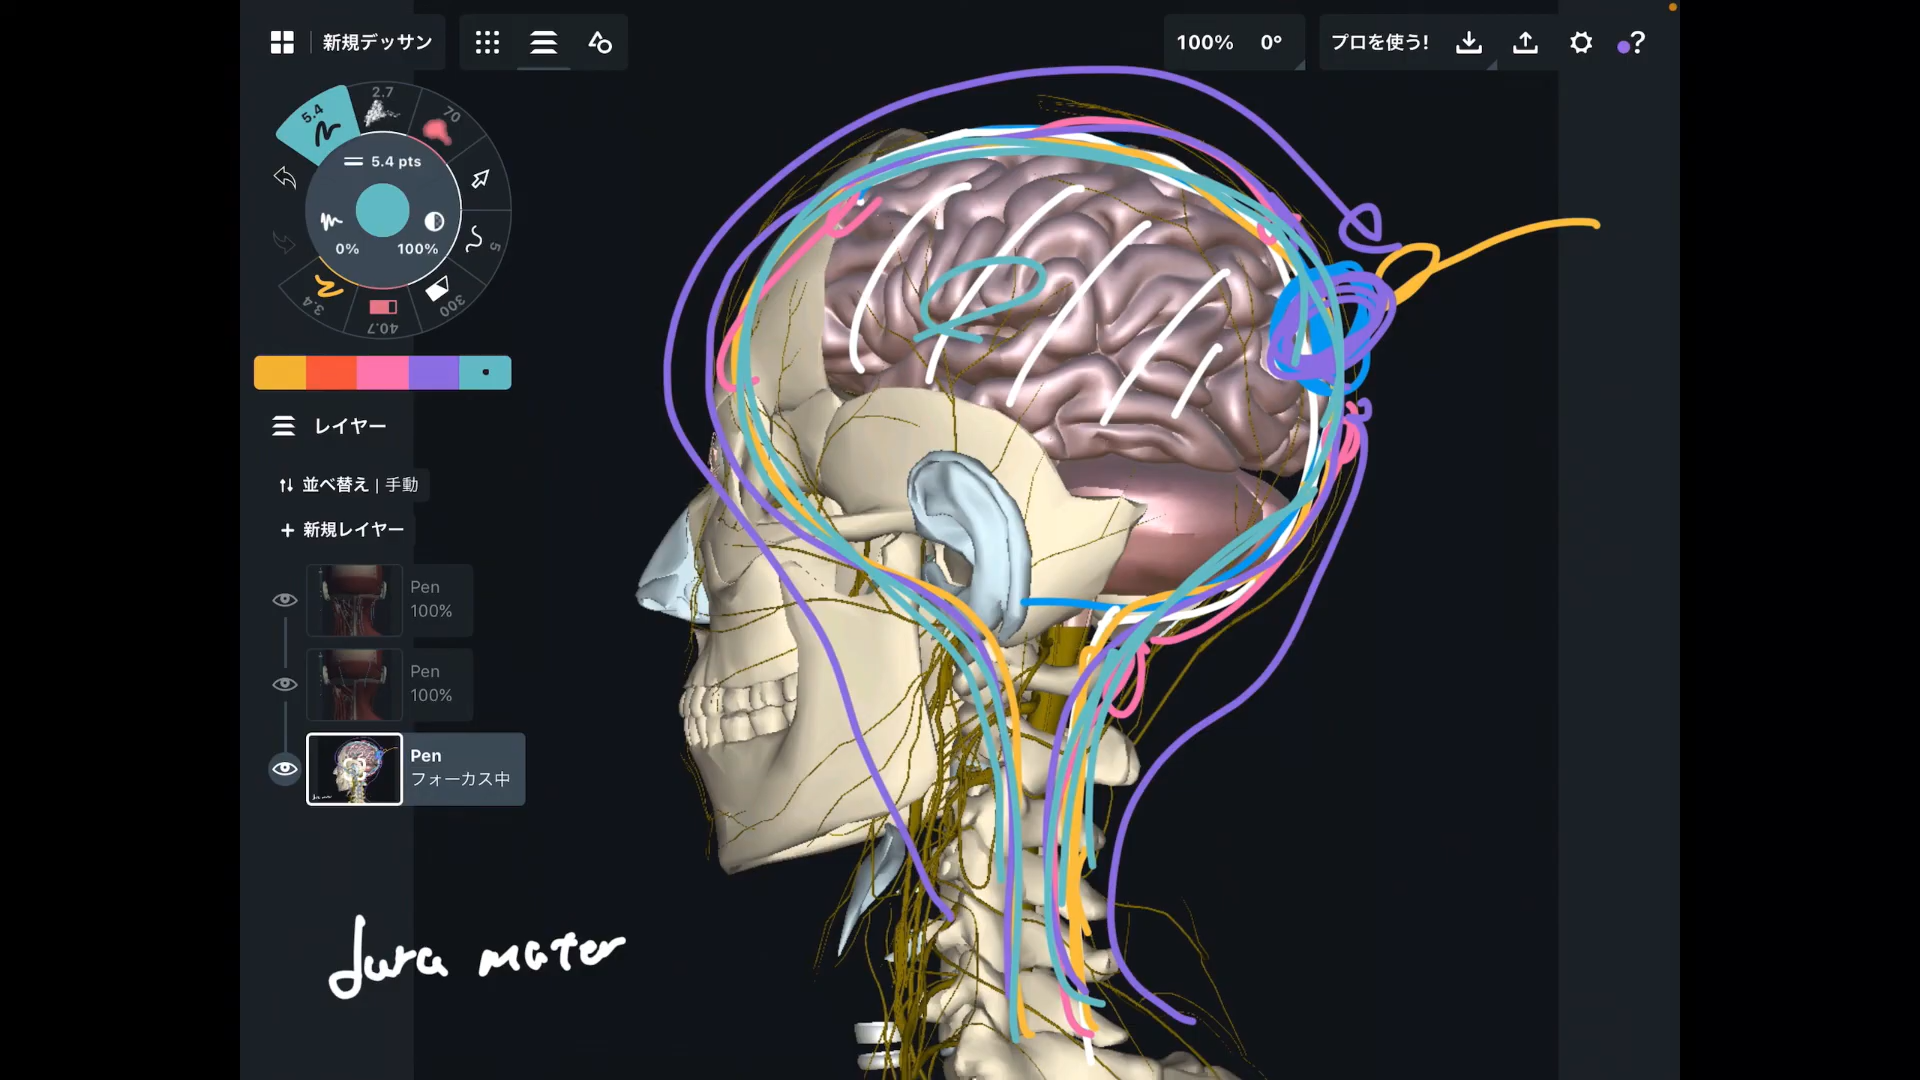 新規デッサン
100% 0° プロを使う! ?
5.4
2.7
70
5
300
40.7
3.4
5.4 pts
0% 100%
レイヤー
並べ替え | 手動
+ 新規レイヤー
Pen
100%
Pen
100%
Pen
フォーカス中
dura mater